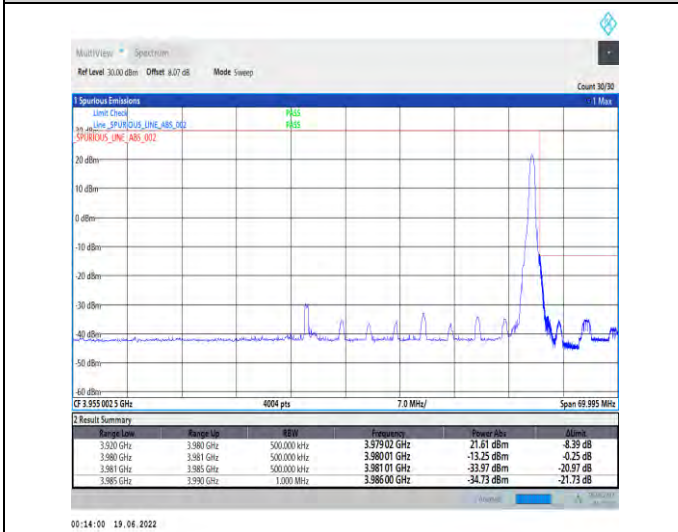 MultiView Spectrum
Ref Level 30.00 dBm Offset 8.07 dB Mode Sweep
Count 30/30
1 Spurious Emissions 1 Max
Limit Check PASS
Line _SPURIOUS_LINE_ABS_002 PASS
_SPURIOUS_LINE_ABS_002
20 dBm
10 dBm
0 dBm
-10 dBm
-20 dBm
-30 dBm
-40 dBm
-50 dBm
-60 dBm
CF 3.955 002 5 GHz 4004 pts 7.0 MHz/ Span 69.995 MHz
2 Result Summary
Range Low Range Up RBW Frequency Power Abs ΔLimit
3.920 GHz 3.980 GHz 500.000 kHz 3.979 02 GHz 21.61 dBm -8.39 dB
3.980 GHz 3.981 GHz 500.000 kHz 3.980 01 GHz -13.25 dBm -0.25 dB
3.981 GHz 3.985 GHz 500.000 kHz 3.981 01 GHz -33.97 dBm -20.97 dB
3.985 GHz 3.990 GHz 1.000 MHz 3.986 00 GHz -34.73 dBm -21.73 dB
00:14:00 19.06.2022